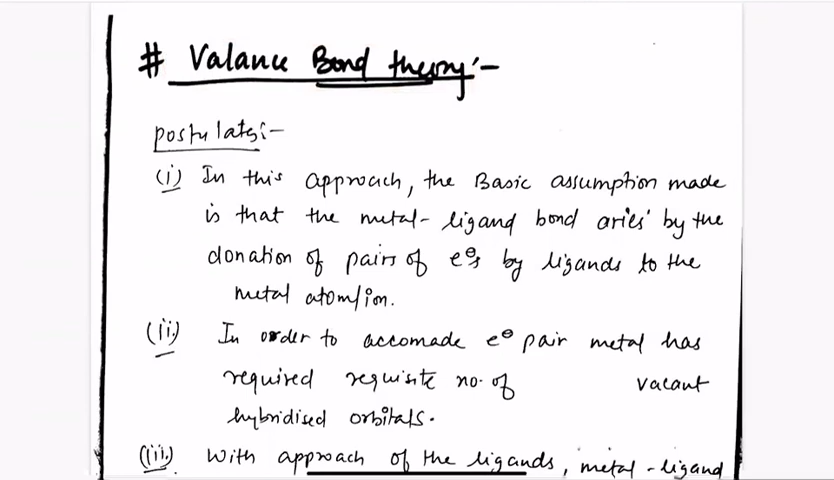 # Valance Bond theory:-
postulats:-
(i) In this approach, the Basic assumption made
is that the metal-ligand bond aries by the
donation of pairs of e⊖s by ligands to the
metal atom/ion.
(ii) In order to accomade e⊖ pair metal has
required requisite no. of vacant
hybridised orbitals.
(iii) With approach of the ligands, metal-ligand